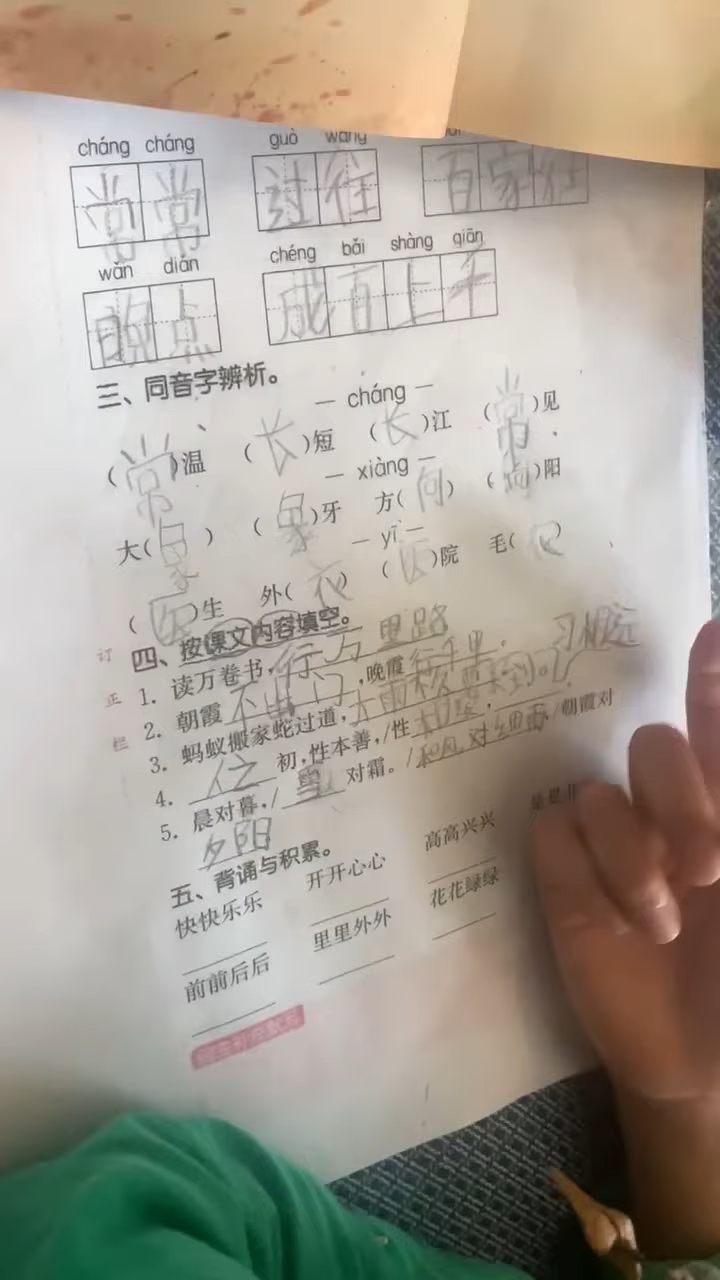 cháng cháng guò wǎng
常常 过往 百家姓
wǎn diǎn chéng bǎi shàng qiān
晚点 成百上千
三、同音字辨析。
— cháng —
(常)温 (长)短 (长)江 (常)见
— xiàng —
大(象) (象)牙 方(向) (向)阳
— yī —
(医)生 外(衣) (医)院 毛(衣)
四、按课文内容填空。
订正栏
1. 读万卷书,行万里路
2. 朝霞不出门,晚霞行千里。
3. 蚂蚁搬家蛇过道,大雨 要来到。
4. 人之初,性本善,/性相近,习相远
5. 晨对暮,/雪对霜。/和风对细雨,/朝霞对
夕阳
五、背诵与积累。
快快乐乐 开开心心 高高兴兴
前前后后 里里外外 花花绿绿